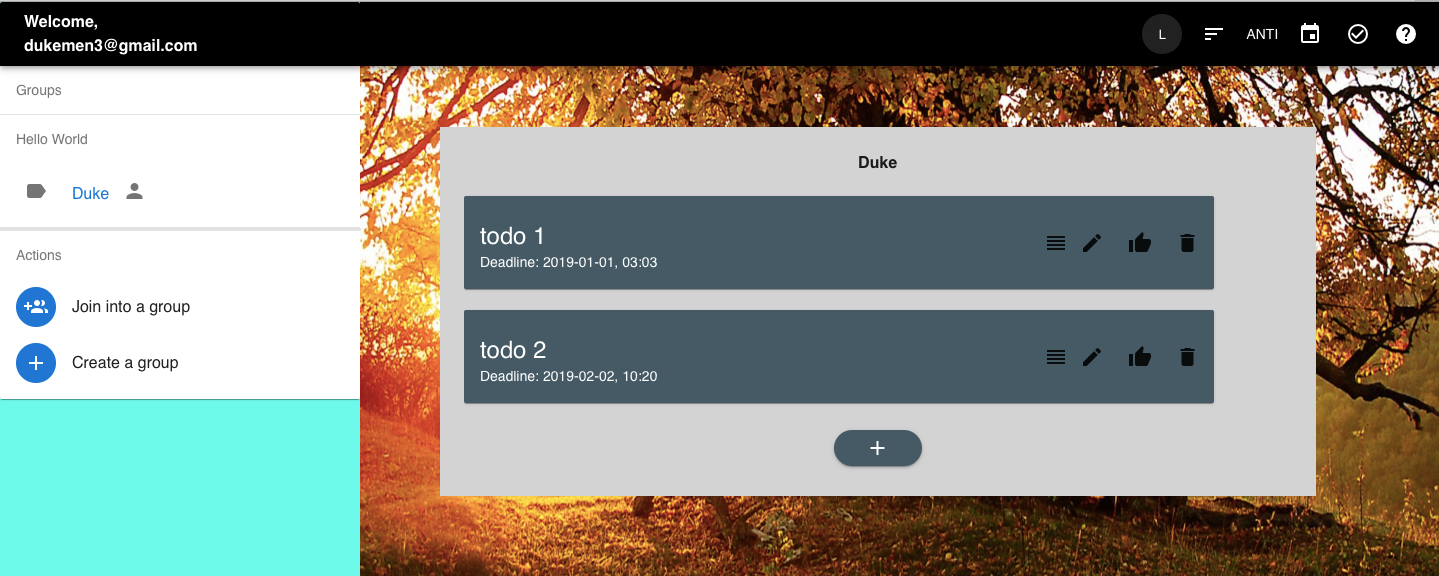 Welcome,
dukemen3@gmail.com
L
ANTI
Groups
Hello World
Duke
Actions
Join into a group
Create a group
Duke
todo 1
Deadline: 2019-01-01, 03:03
todo 2
Deadline: 2019-02-02, 10:20